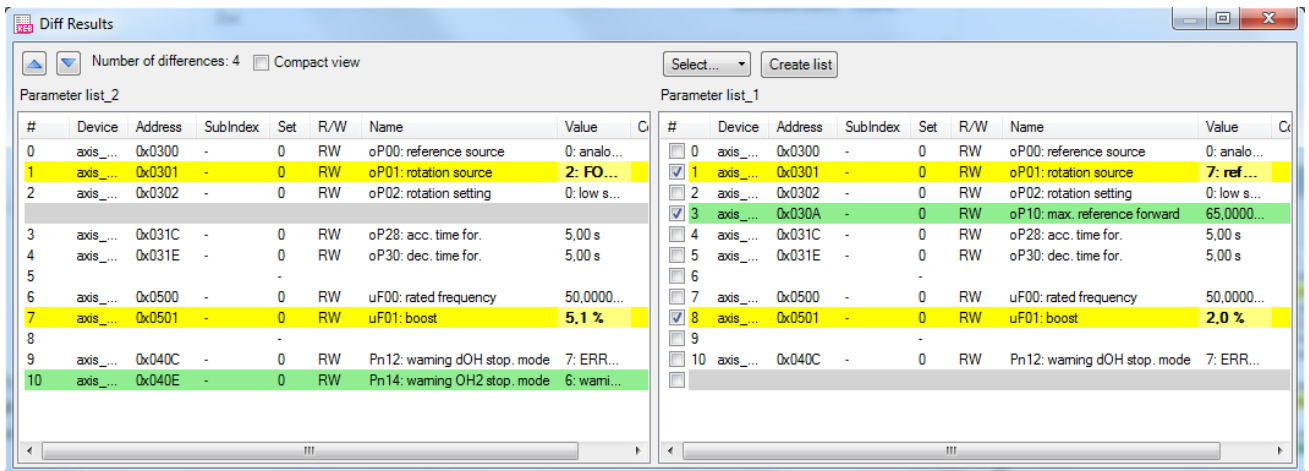 KEB Diff Results
Number of differences: 4 Compact view Select... Create list
Parameter list_2
# Device Address SubIndex Set R/W Name Value
0 axis_... 0x0300 - 0 RW oP00: reference source 0: analo...
1 axis_... 0x0301 - 0 RW oP01: rotation source 2: FO...
2 axis_... 0x0302 - 0 RW oP02: rotation setting 0: low s...
3 axis_... 0x031C - 0 RW oP28: acc. time for. 5,00 s
4 axis_... 0x031E - 0 RW oP30: dec. time for. 5,00 s
5 -
6 axis_... 0x0500 - 0 RW uF00: rated frequency 50,0000...
7 axis_... 0x0501 - 0 RW uF01: boost 5,1 %
8 -
9 axis_... 0x040C - 0 RW Pn12: warning dOH stop. mode 7: ERR...
10 axis_... 0x040E - 0 RW Pn14: warning OH2 stop. mode 6: warni...
Parameter list_1
# Device Address SubIndex Set R/W Name Value
0 axis_... 0x0300 - 0 RW oP00: reference source 0: analo...
1 axis_... 0x0301 - 0 RW oP01: rotation source 7: ref...
2 axis_... 0x0302 - 0 RW oP02: rotation setting 0: low s...
3 axis_... 0x030A - 0 RW oP10: max. reference forward 65,0000...
4 axis_... 0x031C - 0 RW oP28: acc. time for. 5,00 s
5 axis_... 0x031E - 0 RW oP30: dec. time for. 5,00 s
6 -
7 axis_... 0x0500 - 0 RW uF00: rated frequency 50,0000...
8 axis_... 0x0501 - 0 RW uF01: boost 2,0 %
9 -
10 axis_... 0x040C - 0 RW Pn12: warning dOH stop. mode 7: ERR...